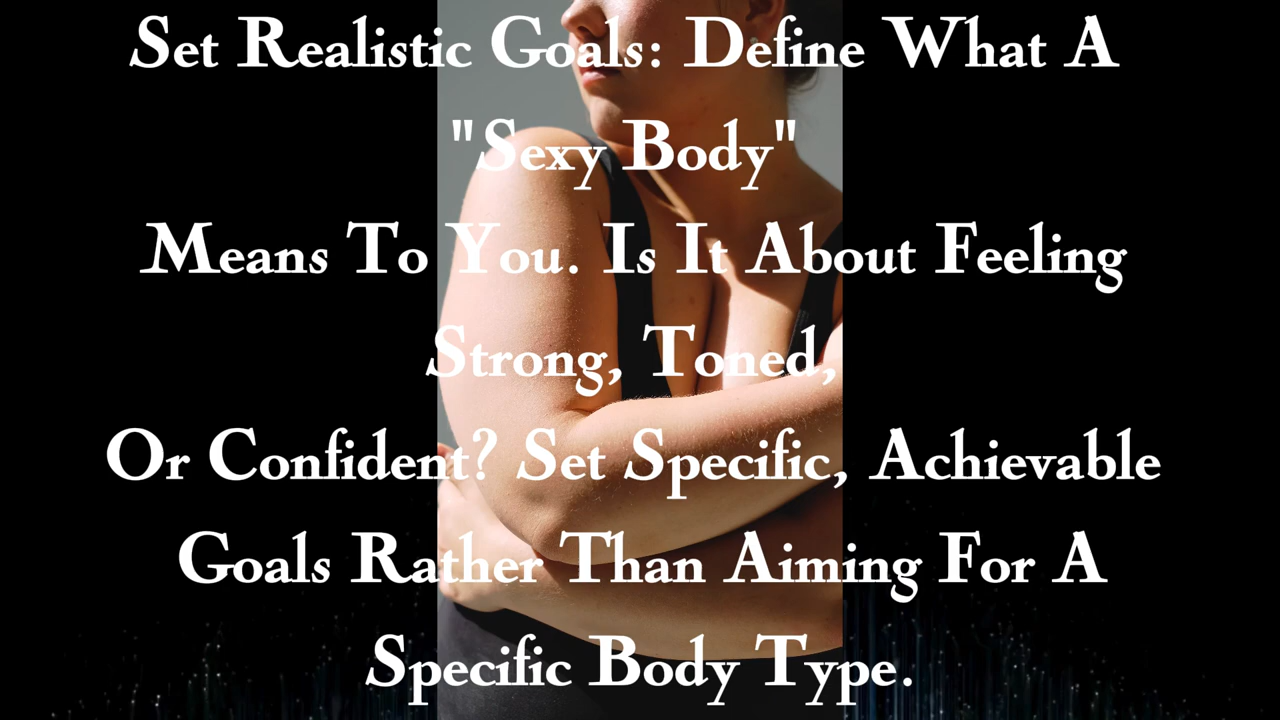 Set Realistic Goals: Define What A
"Sexy Body"
Means To You. Is It About Feeling
Strong, Toned,
Or Confident? Set Specific, Achievable
Goals Rather Than Aiming For A
Specific Body Type.